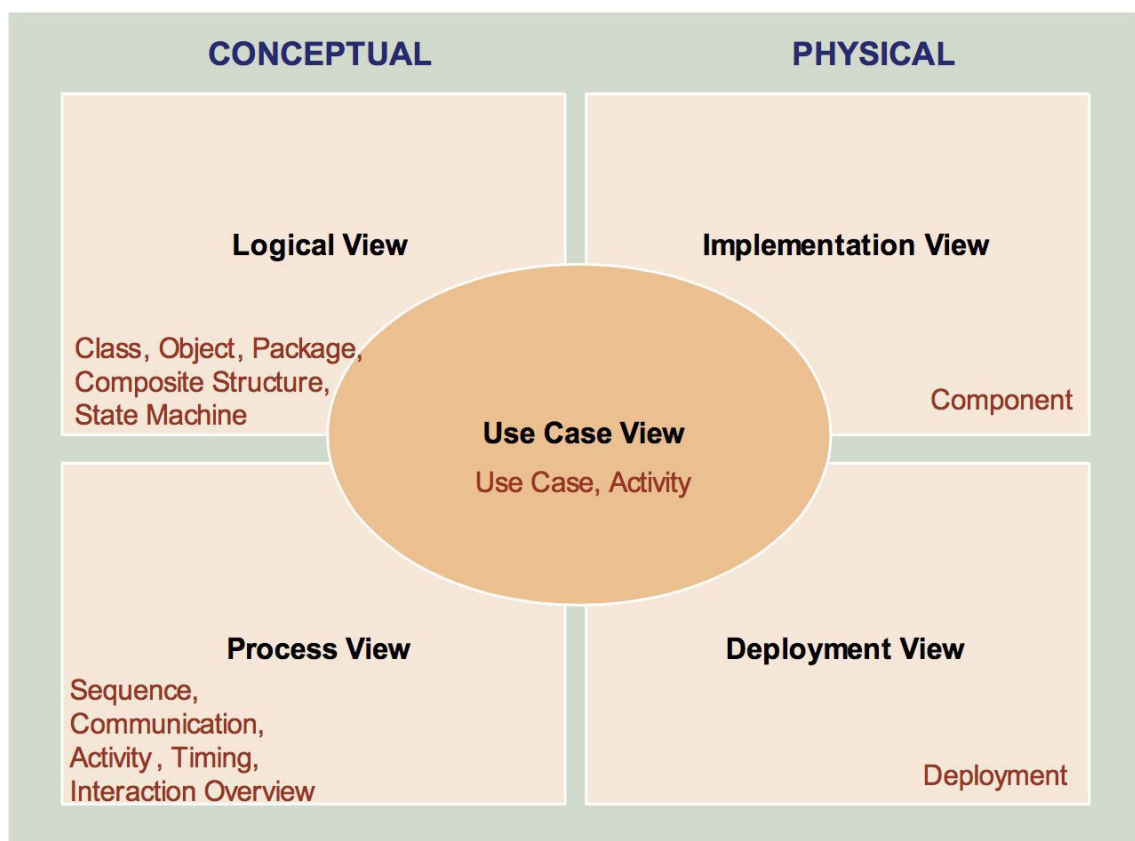 CONCEPTUAL
PHYSICAL
Logical View
Implementation View
Class, Object, Package,
Composite Structure,
State Machine
Component
Use Case View
Use Case, Activity
Process View
Deployment View
Sequence,
Communication,
Activity , Timing,
Interaction Overview
Deployment